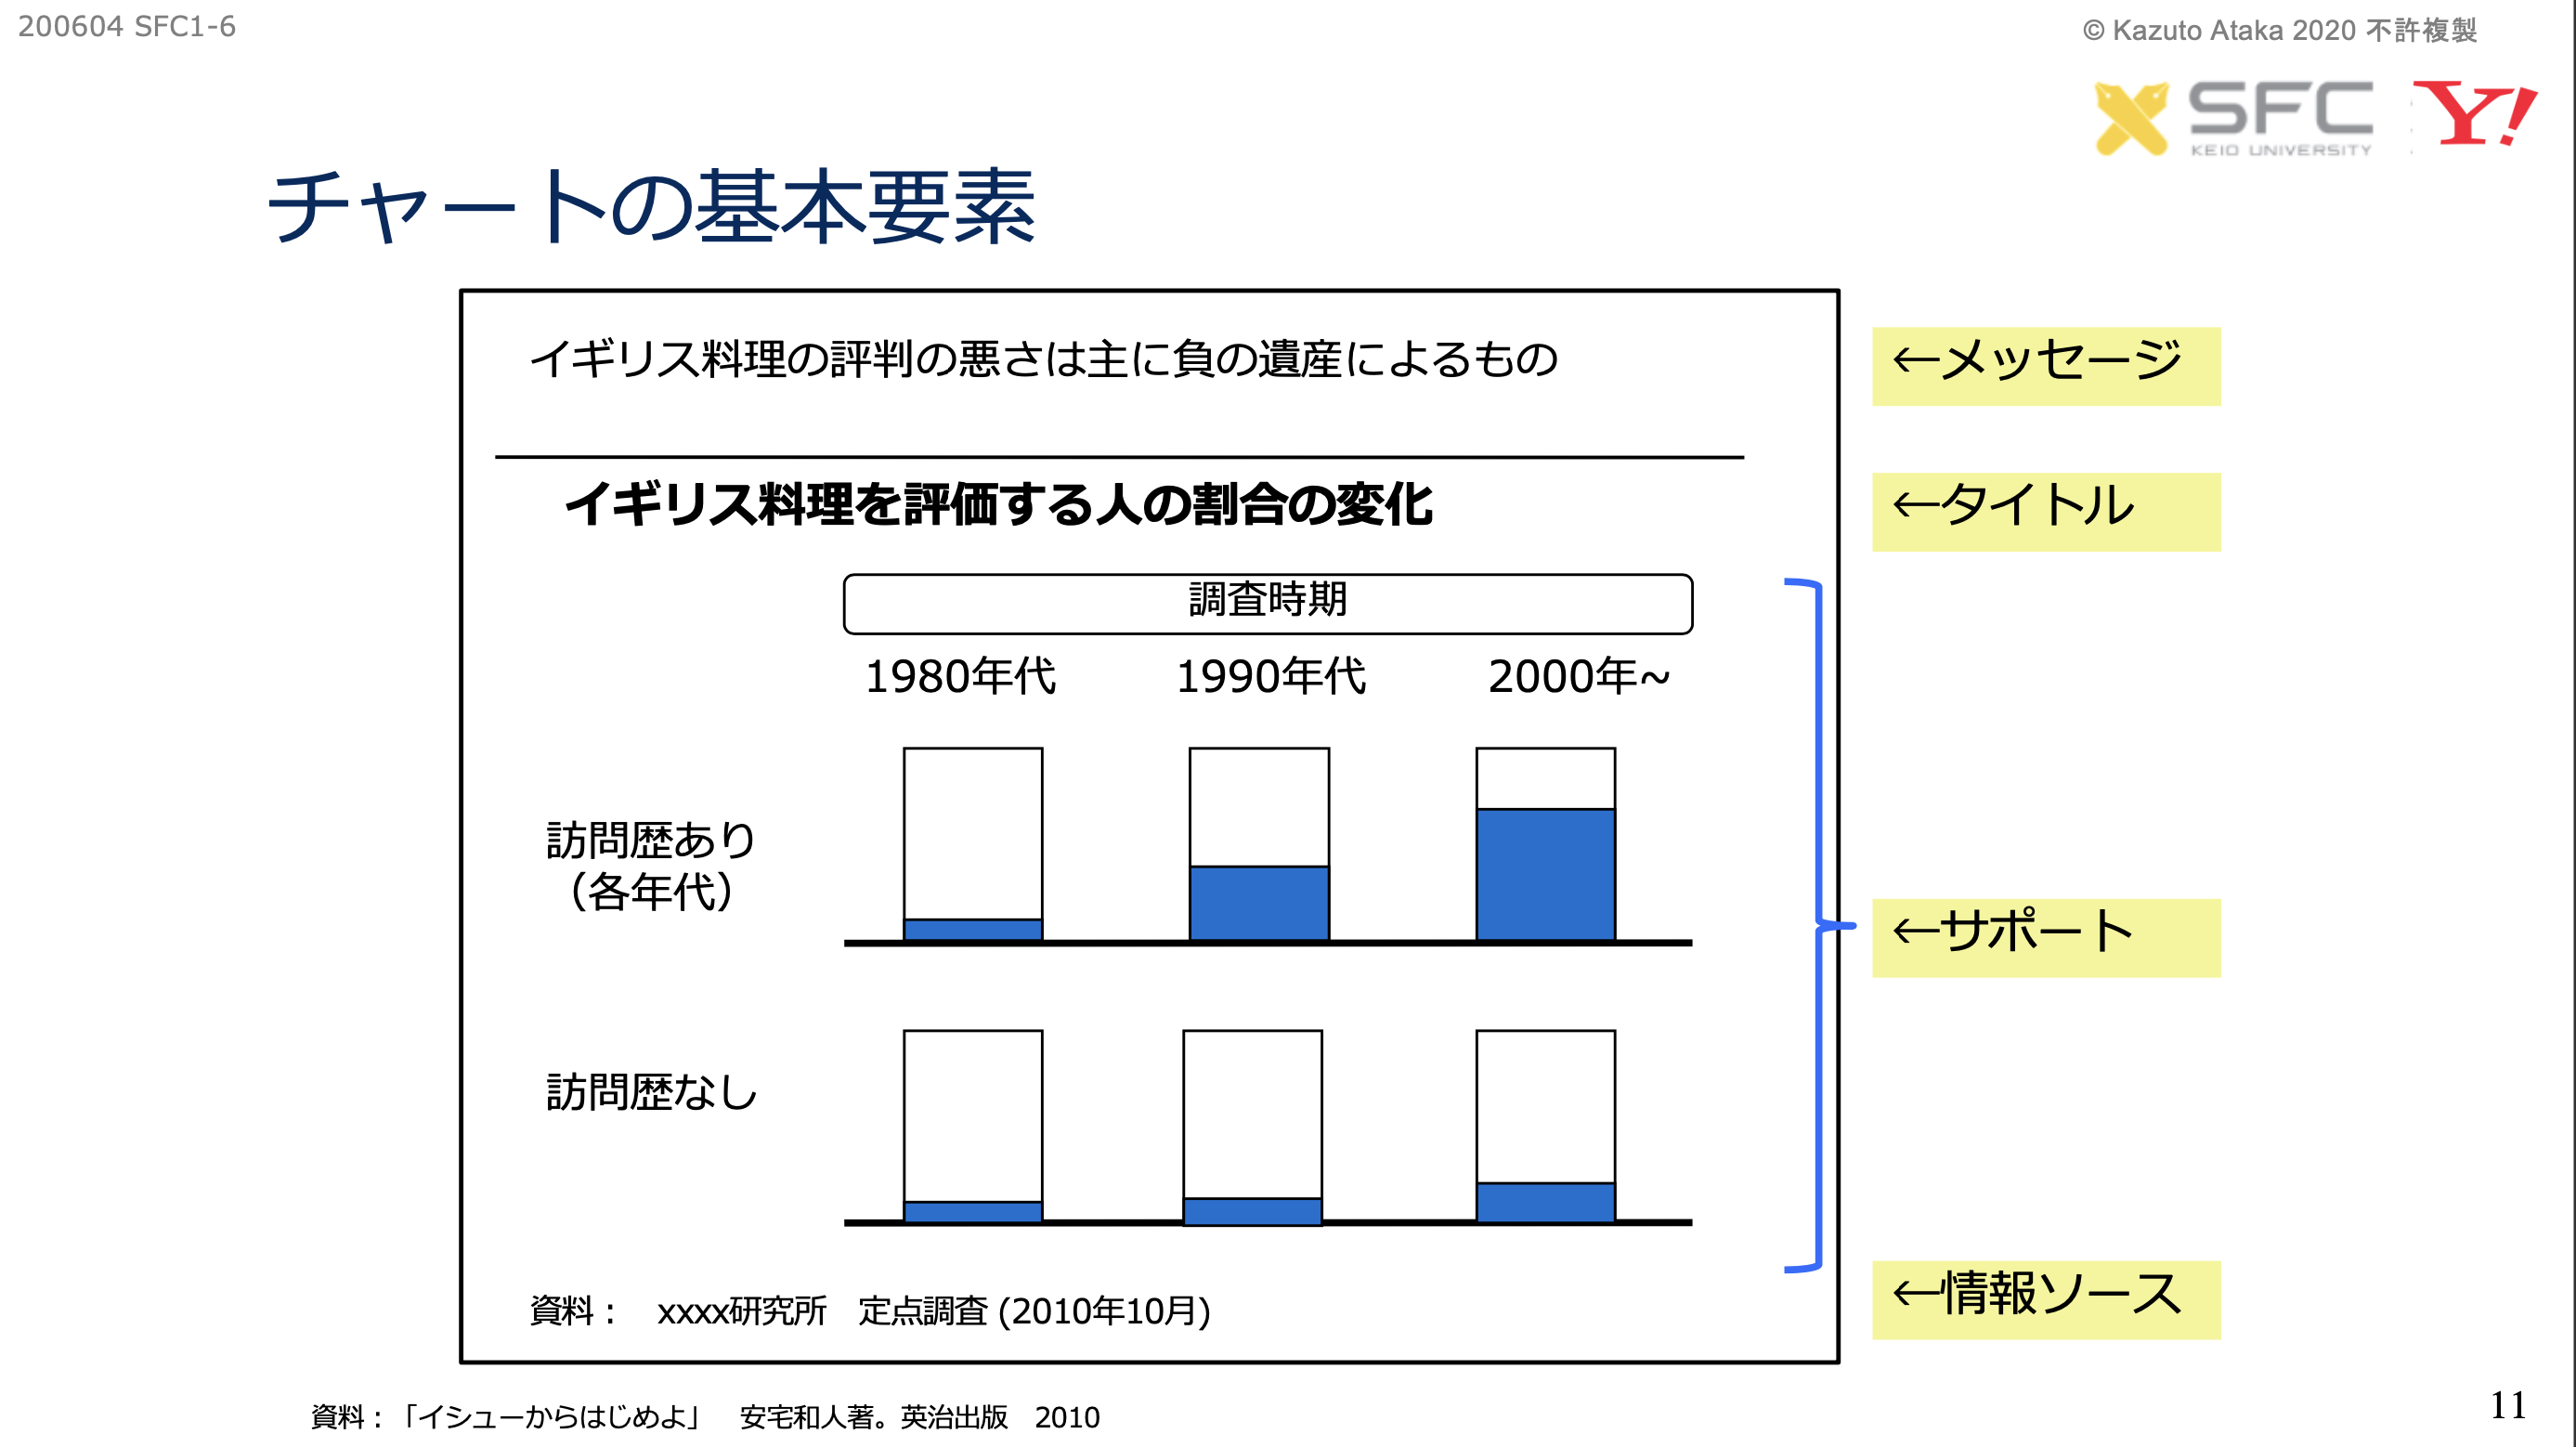 200604 SFC1-6
© Kazuto Ataka 2020 不許複製
SFC
KEIO UNIVERSITY
Y!
チャートの基本要素
イギリス料理の評判の悪さは主に負の遺産によるもの
←メッセージ
イギリス料理を評価する人の割合の変化
←タイトル
調査時期
1980年代 1990年代 2000年~
訪問歴あり
（各年代）
←サポート
訪問歴なし
資料： xxxx研究所 定点調査 (2010年10月)
←情報ソース
資料：「イシューからはじめよ」 安宅和人著。英治出版 2010
11